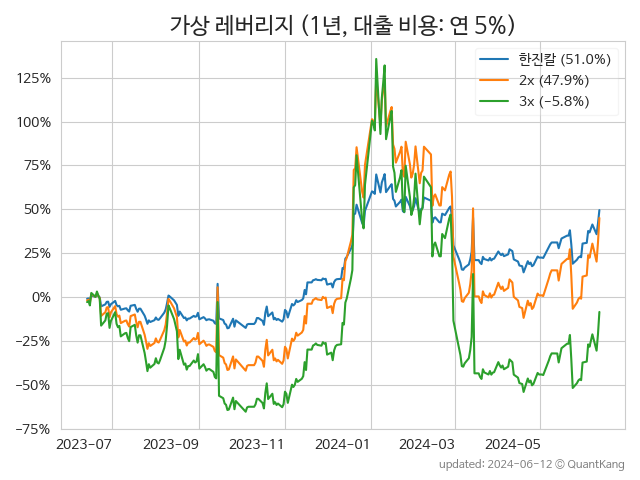 가상 레버리지 (1년, 대출 비용: 연 5%)
한진칼 (51.0%)
2x (47.9%)
3x (−5.8%)
125%
100%
75%
50%
25%
0%
−25%
−50%
−75%
2023-07 2023-09 2023-11 2024-01 2024-03 2024-05
updated: 2024-06-12 © QuantKang